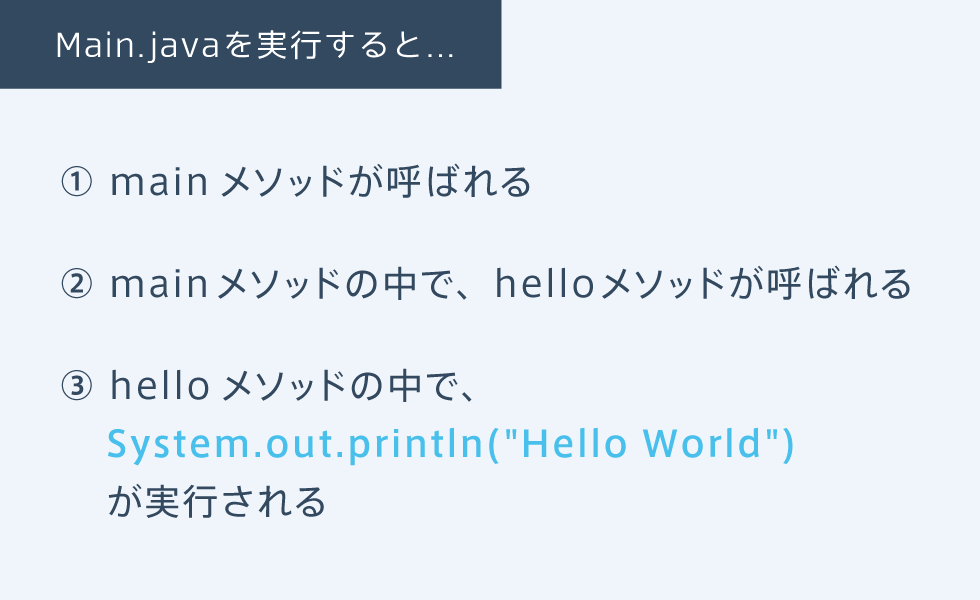 Main.javaを実行すると...
① main メソッドが呼ばれる
② mainメソッドの中で、helloメソッドが呼ばれる
③ hello メソッドの中で、
System.out.println("Hello World")
が実行される